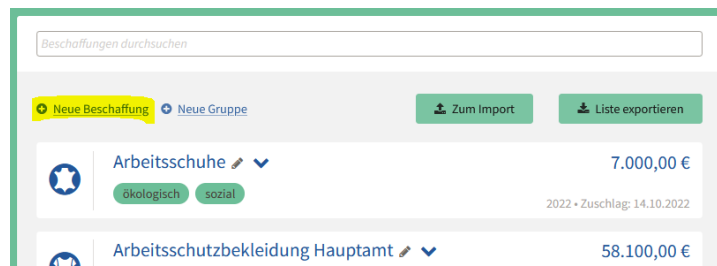 Beschaffungen durchsuchen
Neue Beschaffung Neue Gruppe Zum Import Liste exportieren
Arbeitsschuhe 7.000,00 €
ökologisch sozial 2022 • Zuschlag: 14.10.2022
Arbeitsschutzbekleidung Hauptamt 58.100,00 €